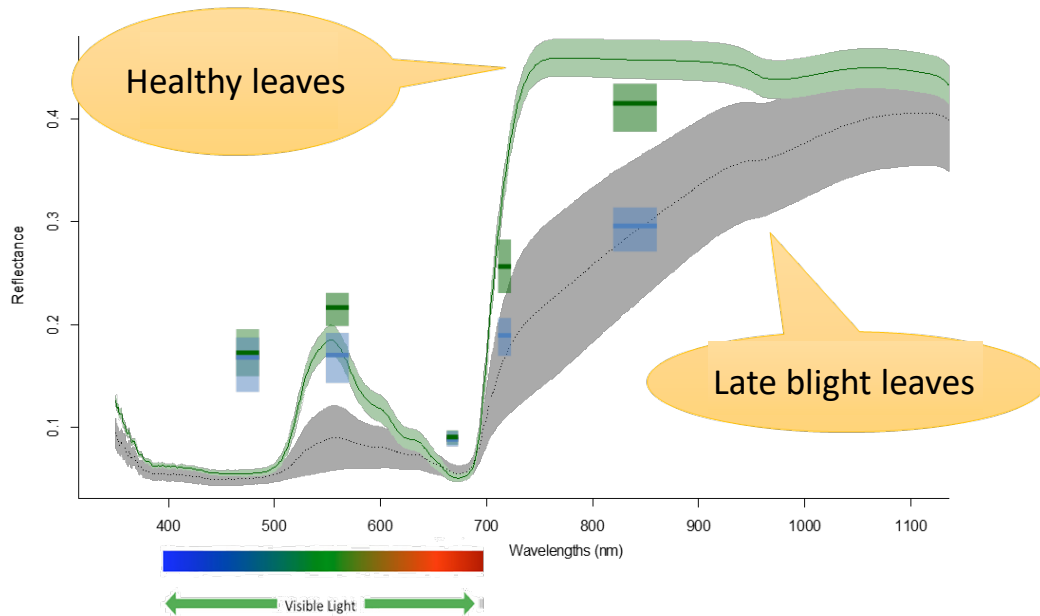 Healthy leaves
0.4
0.3
0.2
0.1
Reflectance
Late blight leaves
400 500 600 700 800 900 1000 1100
Wavelengths (nm)
Visible Light